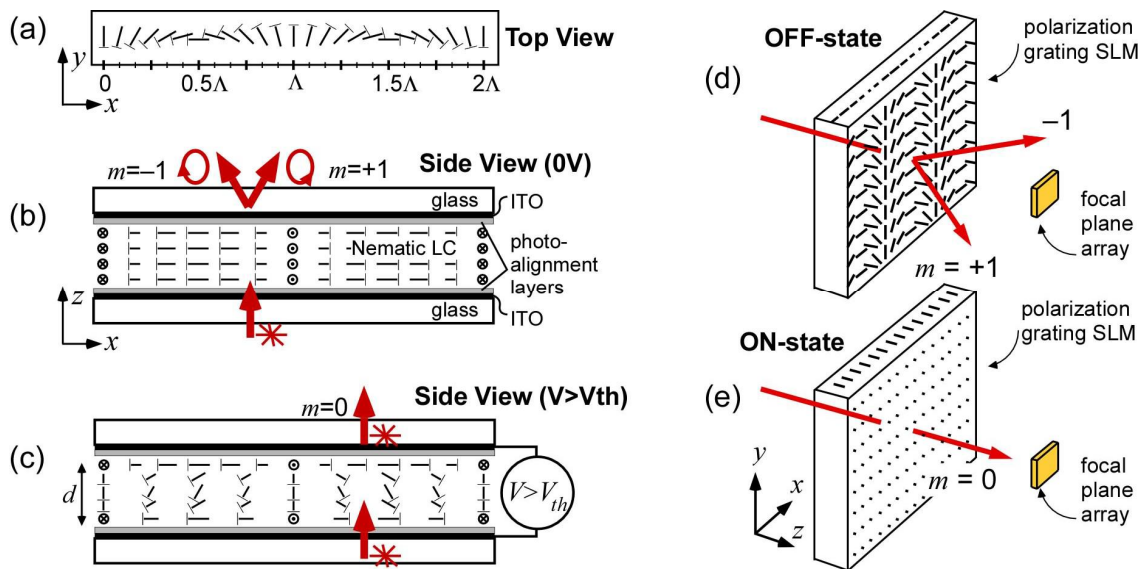 (a)
Top View
y
x
0
0.5Λ
Λ
1.5Λ
2Λ
(b)
m=–1
m=+1
Side View (0V)
glass
ITO
Nematic LC
photo-
alignment
layers
glass
ITO
z
x
Side View (V>Vth)
(c)
m=0
d
V>Vth
(d)
OFF-state
polarization
grating SLM
–1
m = +1
focal
plane
array
(e)
ON-state
polarization
grating SLM
m = 0
focal
plane
array
y
x
z